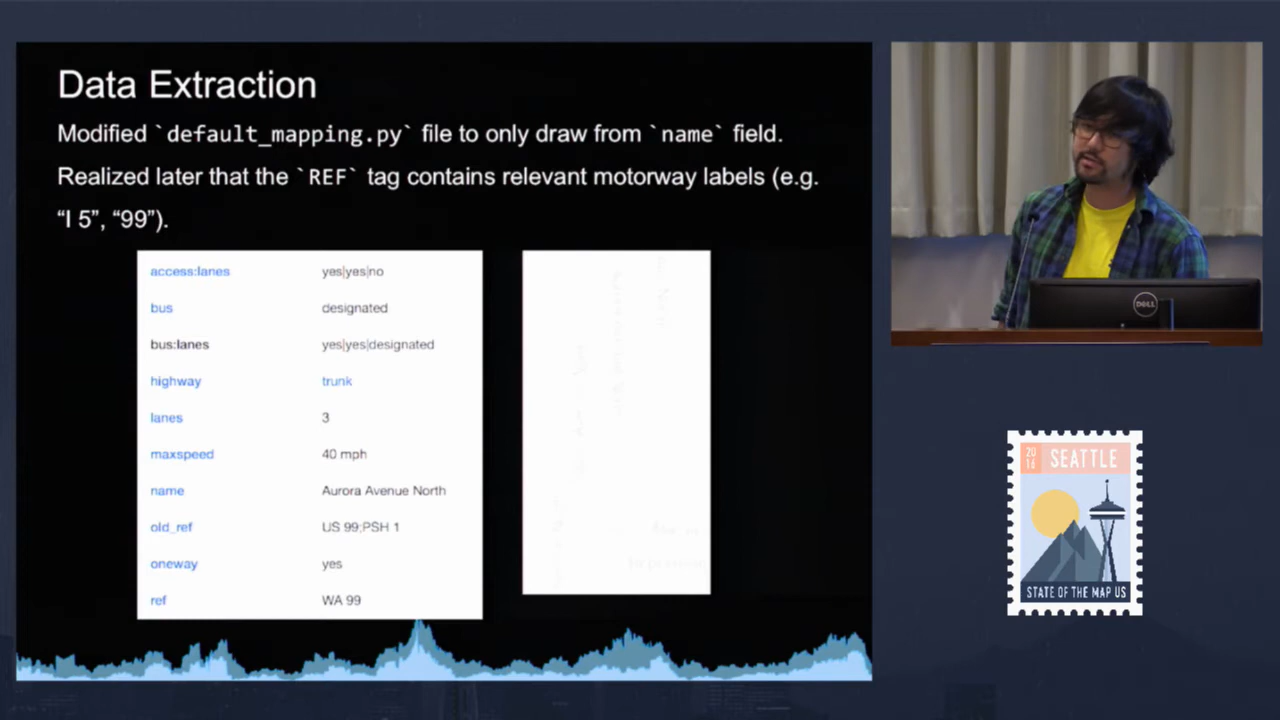 Data Extraction
Modified `default_mapping.py` file to only draw from `name` field.
Realized later that the `REF` tag contains relevant motorway labels (e.g.
“I 5”, “99”).
access:lanes yes|yes|no
bus designated
bus:lanes yes|yes|designated
highway trunk
lanes 3
maxspeed 40 mph
name Aurora Avenue North
old_ref US 99;PSH 1
oneway yes
ref WA 99
DELL
20
16
SEATTLE
STATE OF THE MAP US